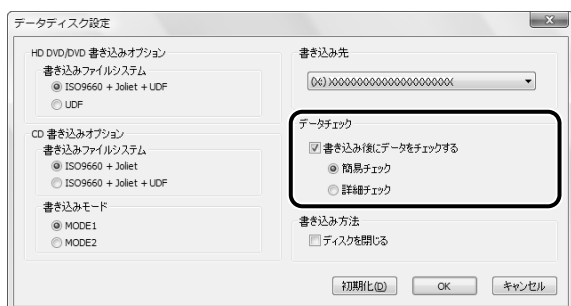 データディスク設定
HD DVD/DVD 書き込みオプション
書き込みファイルシステム
ISO9660 + Joliet + UDF
UDF
CD 書き込みオプション
書き込みファイルシステム
ISO9660 + Joliet
ISO9660 + Joliet + UDF
書き込みモード
MODE1
MODE2
書き込み先
データチェック
書き込み後にデータをチェックする
簡易チェック
詳細チェック
書き込み方法
ディスクを閉じる
初期化(D)
OK
キャンセル